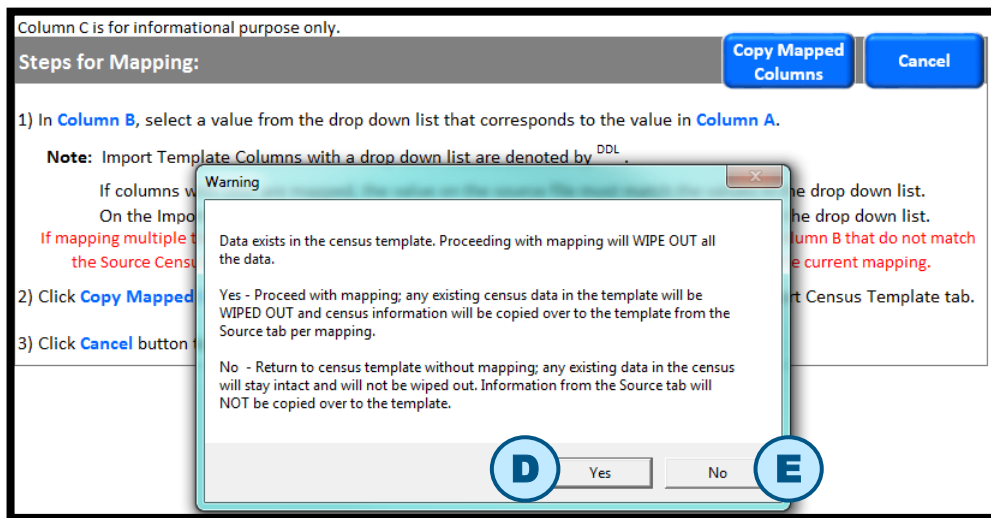 Column C is for informational purpose only.
Steps for Mapping:
Copy Mapped
Columns
Cancel
1) In Column B, select a value from the drop down list that corresponds to the value in Column A.
Note: Import Template Columns with a drop down list are denoted by DDL .
If columns w
he drop down list.
On the Impo
he drop down list.
If mapping multiple t
lumn B that do not match
the Source Censu
e current mapping.
2) Click Copy Mapped
rt Census Template tab.
3) Click Cancel button t
Warning
Data exists in the census template. Proceeding with mapping will WIPE OUT all
the data.
Yes - Proceed with mapping; any existing census data in the template will be
WIPED OUT and census information will be copied over to the template from the
Source tab per mapping.
No - Return to census template without mapping; any existing data in the census
will stay intact and will not be wiped out. Information from the Source tab will
NOT be copied over to the template.
D
Yes
No
E